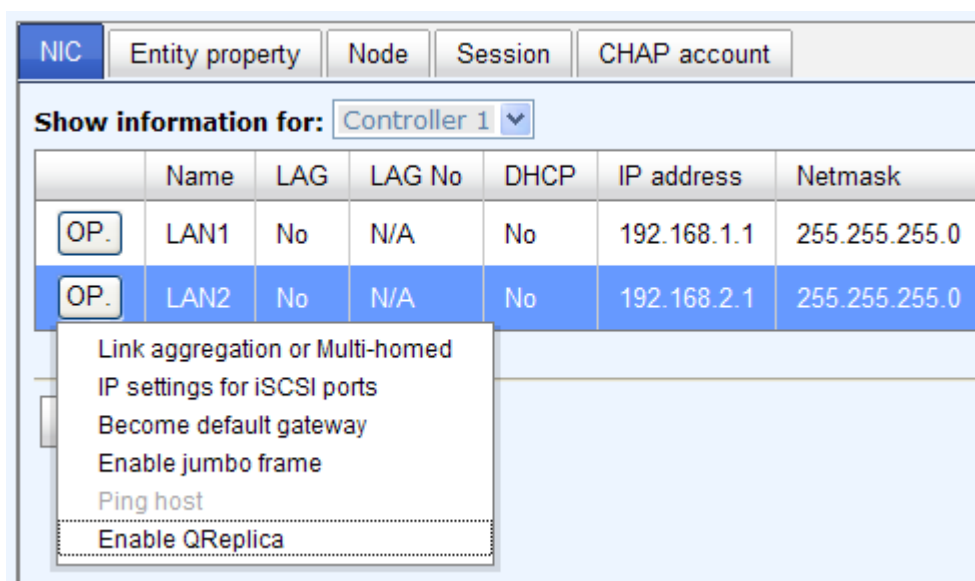 NIC Entity property Node Session CHAP account
Show information for: Controller 1
Name LAG LAG No DHCP IP address Netmask
OP. LAN1 No N/A No 192.168.1.1 255.255.255.0
OP. LAN2 No N/A No 192.168.2.1 255.255.255.0
Link aggregation or Multi-homed
IP settings for iSCSI ports
Become default gateway
Enable jumbo frame
Ping host
Enable QReplica